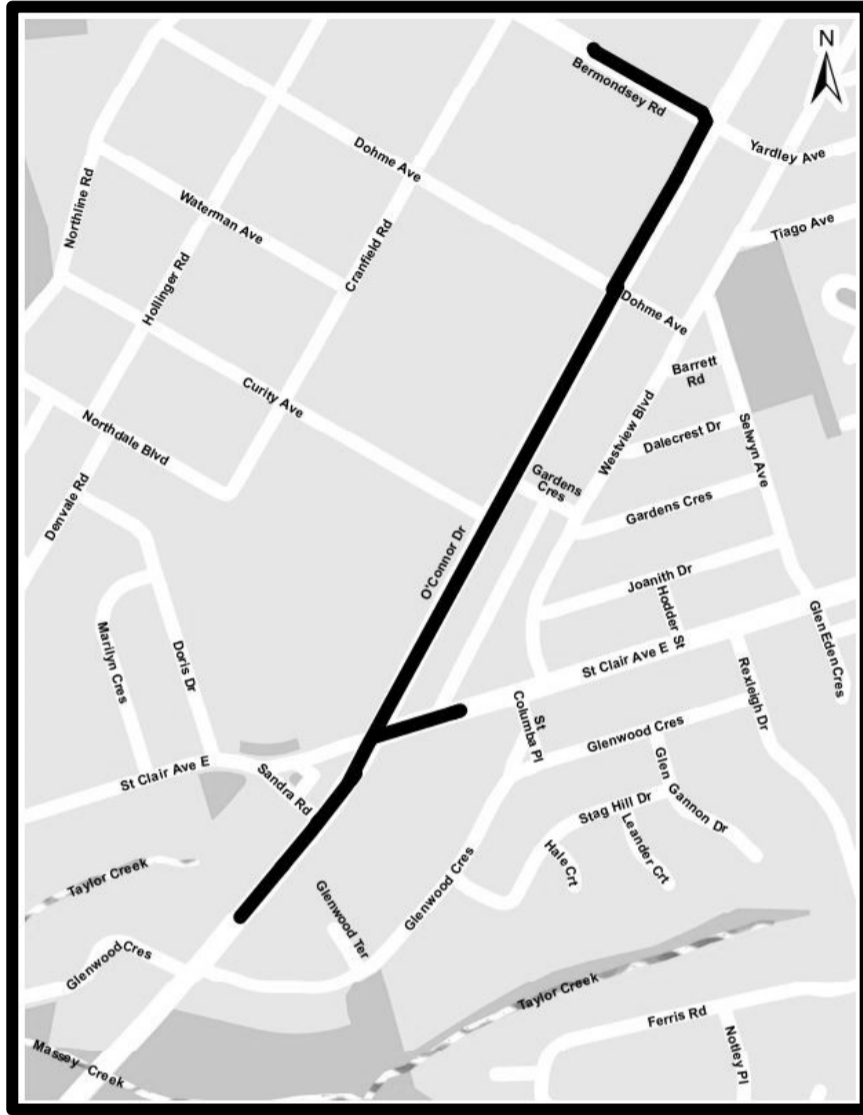 N
Bermondsey Rd
Yardley Ave
Dohme Ave
Northline Rd
Waterman Ave
Cranfield Rd
Tiago Ave
Hollinger Rd
Dohme Ave
Barrett
Rd
Curity Ave
Westview Blvd
Dalecrest Dr
Selwyn Ave
Northdale Blvd
Gardens
Cres
Denvale Rd
Gardens Cres
O'Connor Dr
Joanith Dr
Hodder St
Glen Eden Cres
Marilyn Cres
Doris Dr
St Clair Ave E
Rexleigh Dr
St
Columba Pl
Glenwood Cres
St Clair Ave E
Sandra Rd
Glen Gannon Dr
Stag Hill Dr
Leander Crt
Hale Crt
Taylor Creek
Glenwood Cres
Glenwood Ter
Glenwood Cres
Taylor Creek
Ferris Rd
Notley Pl
Massey Creek